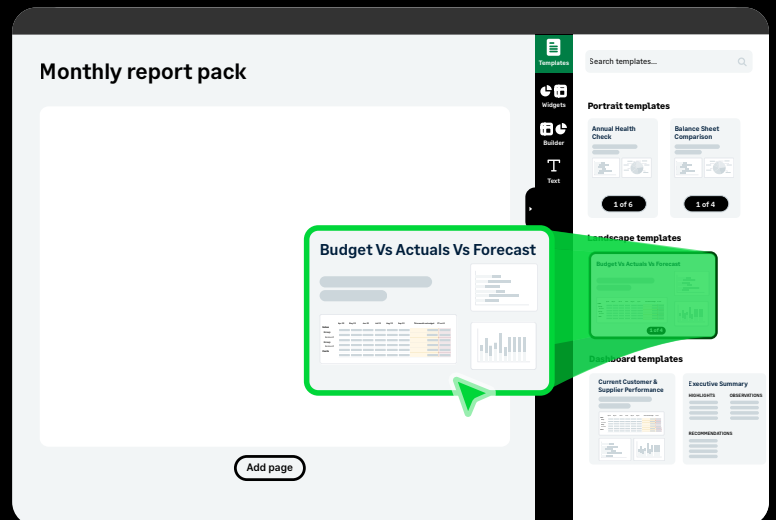 Monthly report pack
Templates
Widgets
Builder
Text
Search templates...
Portrait templates
Annual Health
Check
1 of 6
Balance Sheet
Comparison
1 of 4
Landscape templates
Budget Vs Actuals Vs Forecast
Budget Vs Actuals Vs Forecast
1 of 4
Dashboard templates
Current Customer &
Supplier Performance
Executive Summary
HIGHLIGHTS
OBSERVATIONS
RECOMMENDATIONS
Add page